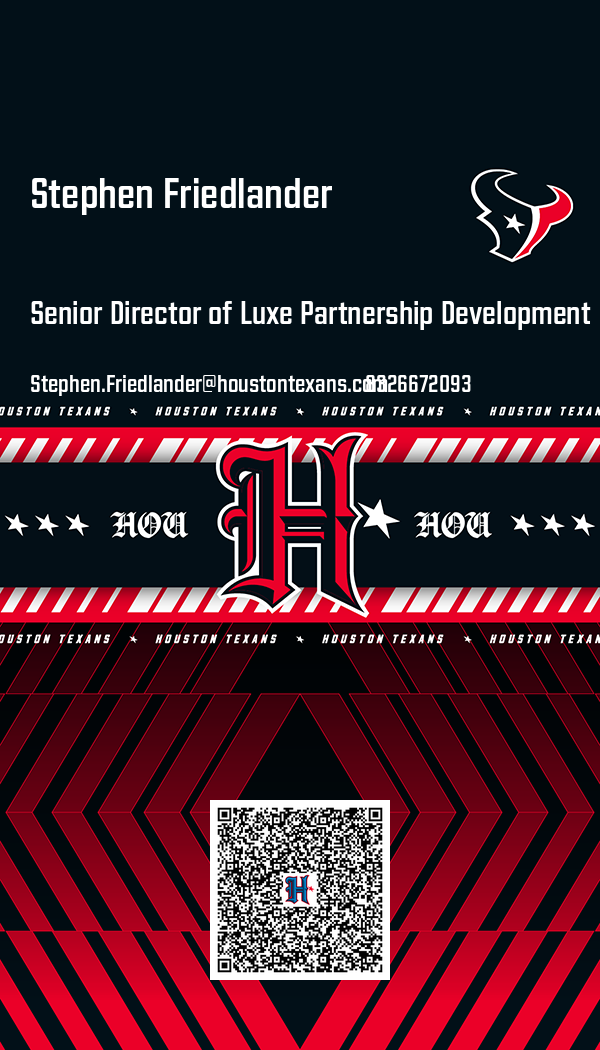 Stephen Friedlander
Senior Director of Luxe Partnership Development
Stephen.Friedlander@houstontexans.com 8326672093
HOUSTON TEXANS HOUSTON TEXANS HOUSTON TEXANS HOUSTON TEXANS
HOU H HOU
HOUSTON TEXANS HOUSTON TEXANS HOUSTON TEXANS HOUSTON TEXANS
H